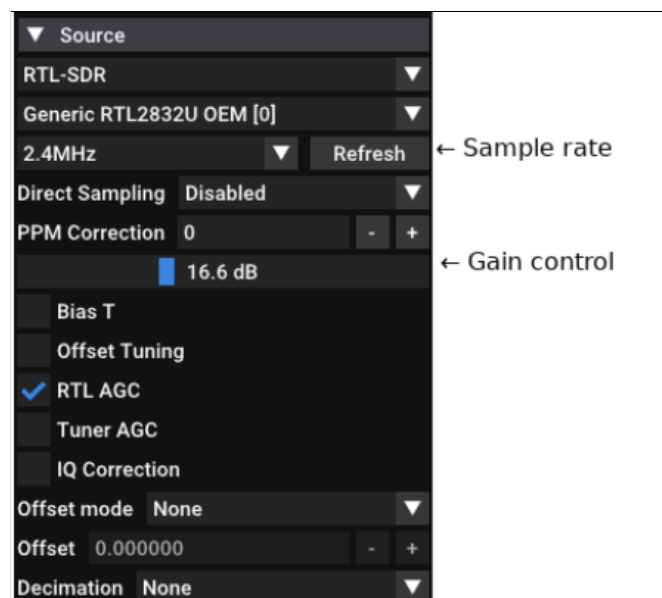 Source
RTL-SDR
Generic RTL2832U OEM [0]
2.4MHz Refresh ← Sample rate
Direct Sampling Disabled
PPM Correction 0 - +
16.6 dB ← Gain control
Bias T
Offset Tuning
RTL AGC
Tuner AGC
IQ Correction
Offset mode None
Offset 0.000000 - +
Decimation None